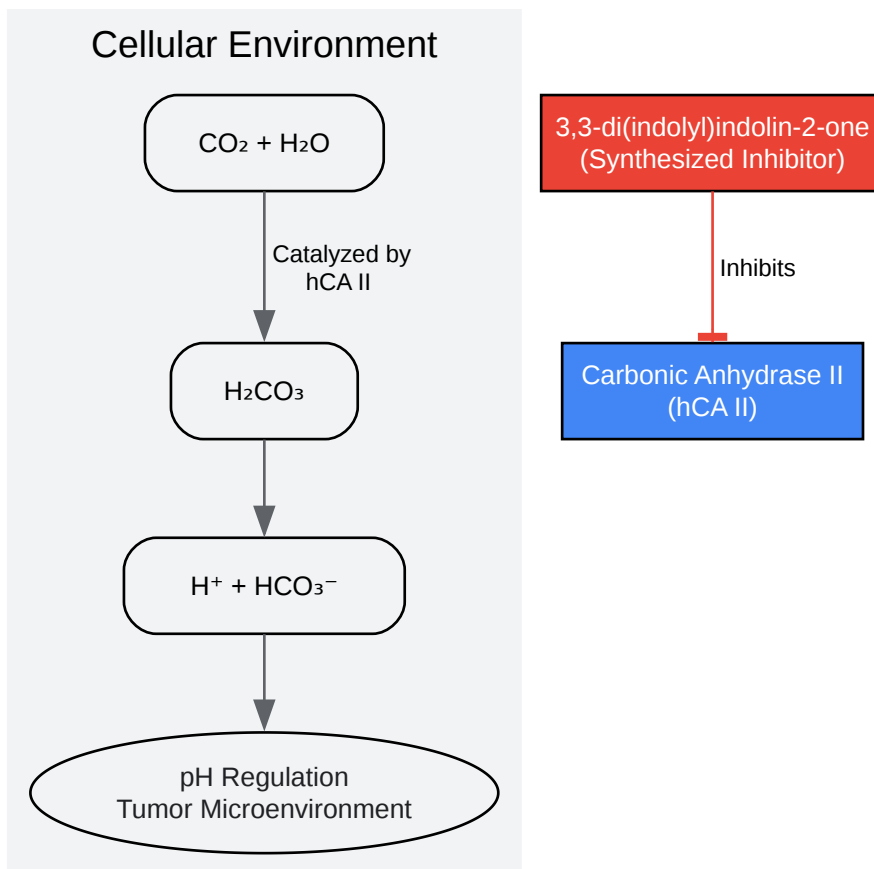 Cellular Environment
CO₂ + H₂O
Catalyzed by
hCA II
H₂CO₃
H⁺ + HCO₃⁻
pH Regulation
Tumor Microenvironment
3,3-di(indolyl)indolin-2-one
(Synthesized Inhibitor)
Inhibits
Carbonic Anhydrase II
(hCA II)